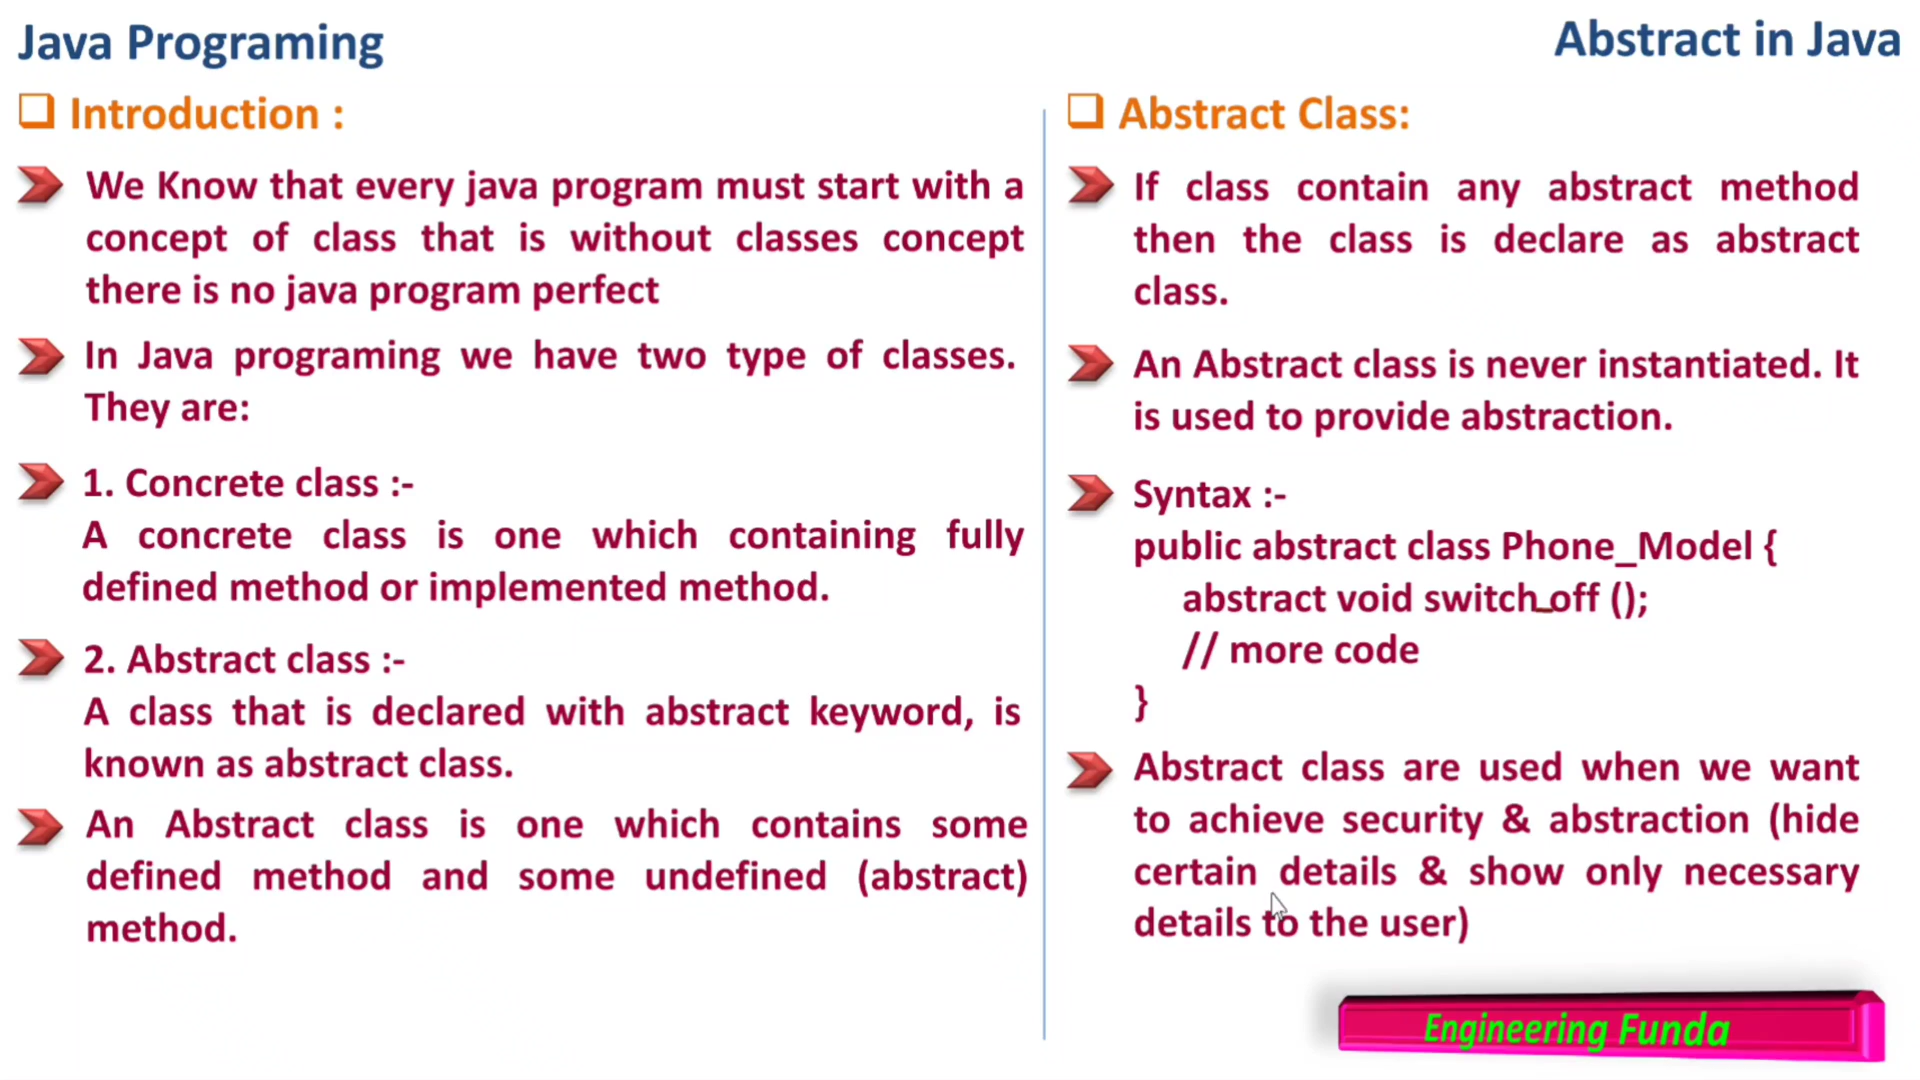 Java Programing
Abstract in Java
Introduction :
We Know that every java program must start with a
concept of class that is without classes concept
there is no java program perfect
In Java programing we have two type of classes.
They are:
1. Concrete class :-
A concrete class is one which containing fully
defined method or implemented method.
2. Abstract class :-
A class that is declared with abstract keyword, is
known as abstract class.
An Abstract class is one which contains some
defined method and some undefined (abstract)
method.
Abstract Class:
If class contain any abstract method
then the class is declare as abstract
class.
An Abstract class is never instantiated. It
is used to provide abstraction.
Syntax :-
public abstract class Phone_Model {
abstract void switch_off ();
// more code
}
Abstract class are used when we want
to achieve security & abstraction (hide
certain details & show only necessary
details to the user)
Engineering Funda